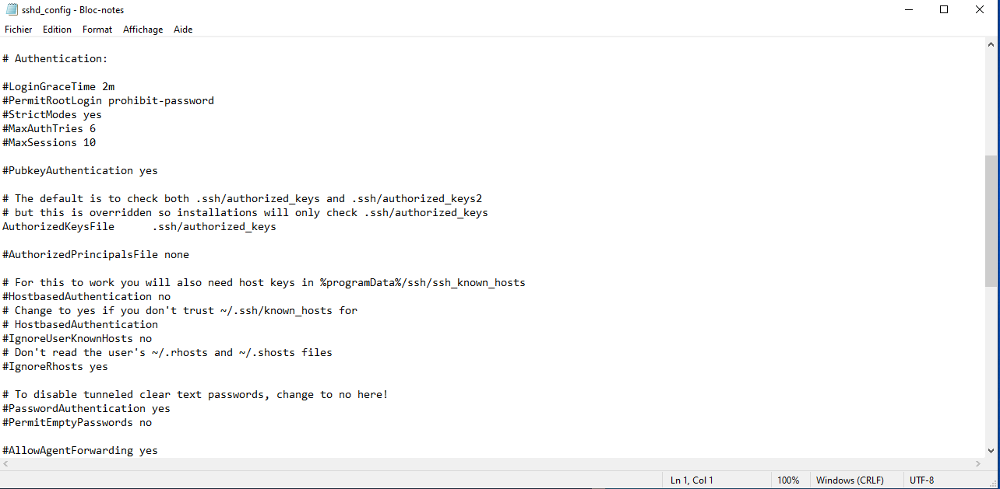 sshd_config - Bloc-notes
Fichier Edition Format Affichage Aide
# Authentication:
#LoginGraceTime 2m
#PermitRootLogin prohibit-password
#StrictModes yes
#MaxAuthTries 6
#MaxSessions 10
#PubkeyAuthentication yes
# The default is to check both .ssh/authorized_keys and .ssh/authorized_keys2
# but this is overridden so installations will only check .ssh/authorized_keys
AuthorizedKeysFile      .ssh/authorized_keys
#AuthorizedPrincipalsFile none
# For this to work you will also need host keys in %programData%/ssh/ssh_known_hosts
#HostbasedAuthentication no
# Change to yes if you don't trust ~/.ssh/known_hosts for
# HostbasedAuthentication
#IgnoreUserKnownHosts no
# Don't read the user's ~/.rhosts and ~/.shosts files
#IgnoreRhosts yes
# To disable tunneled clear text passwords, change to no here!
#PasswordAuthentication yes
#PermitEmptyPasswords no
#AllowAgentForwarding yes
Ln 1, Col 1 100% Windows (CRLF) UTF-8